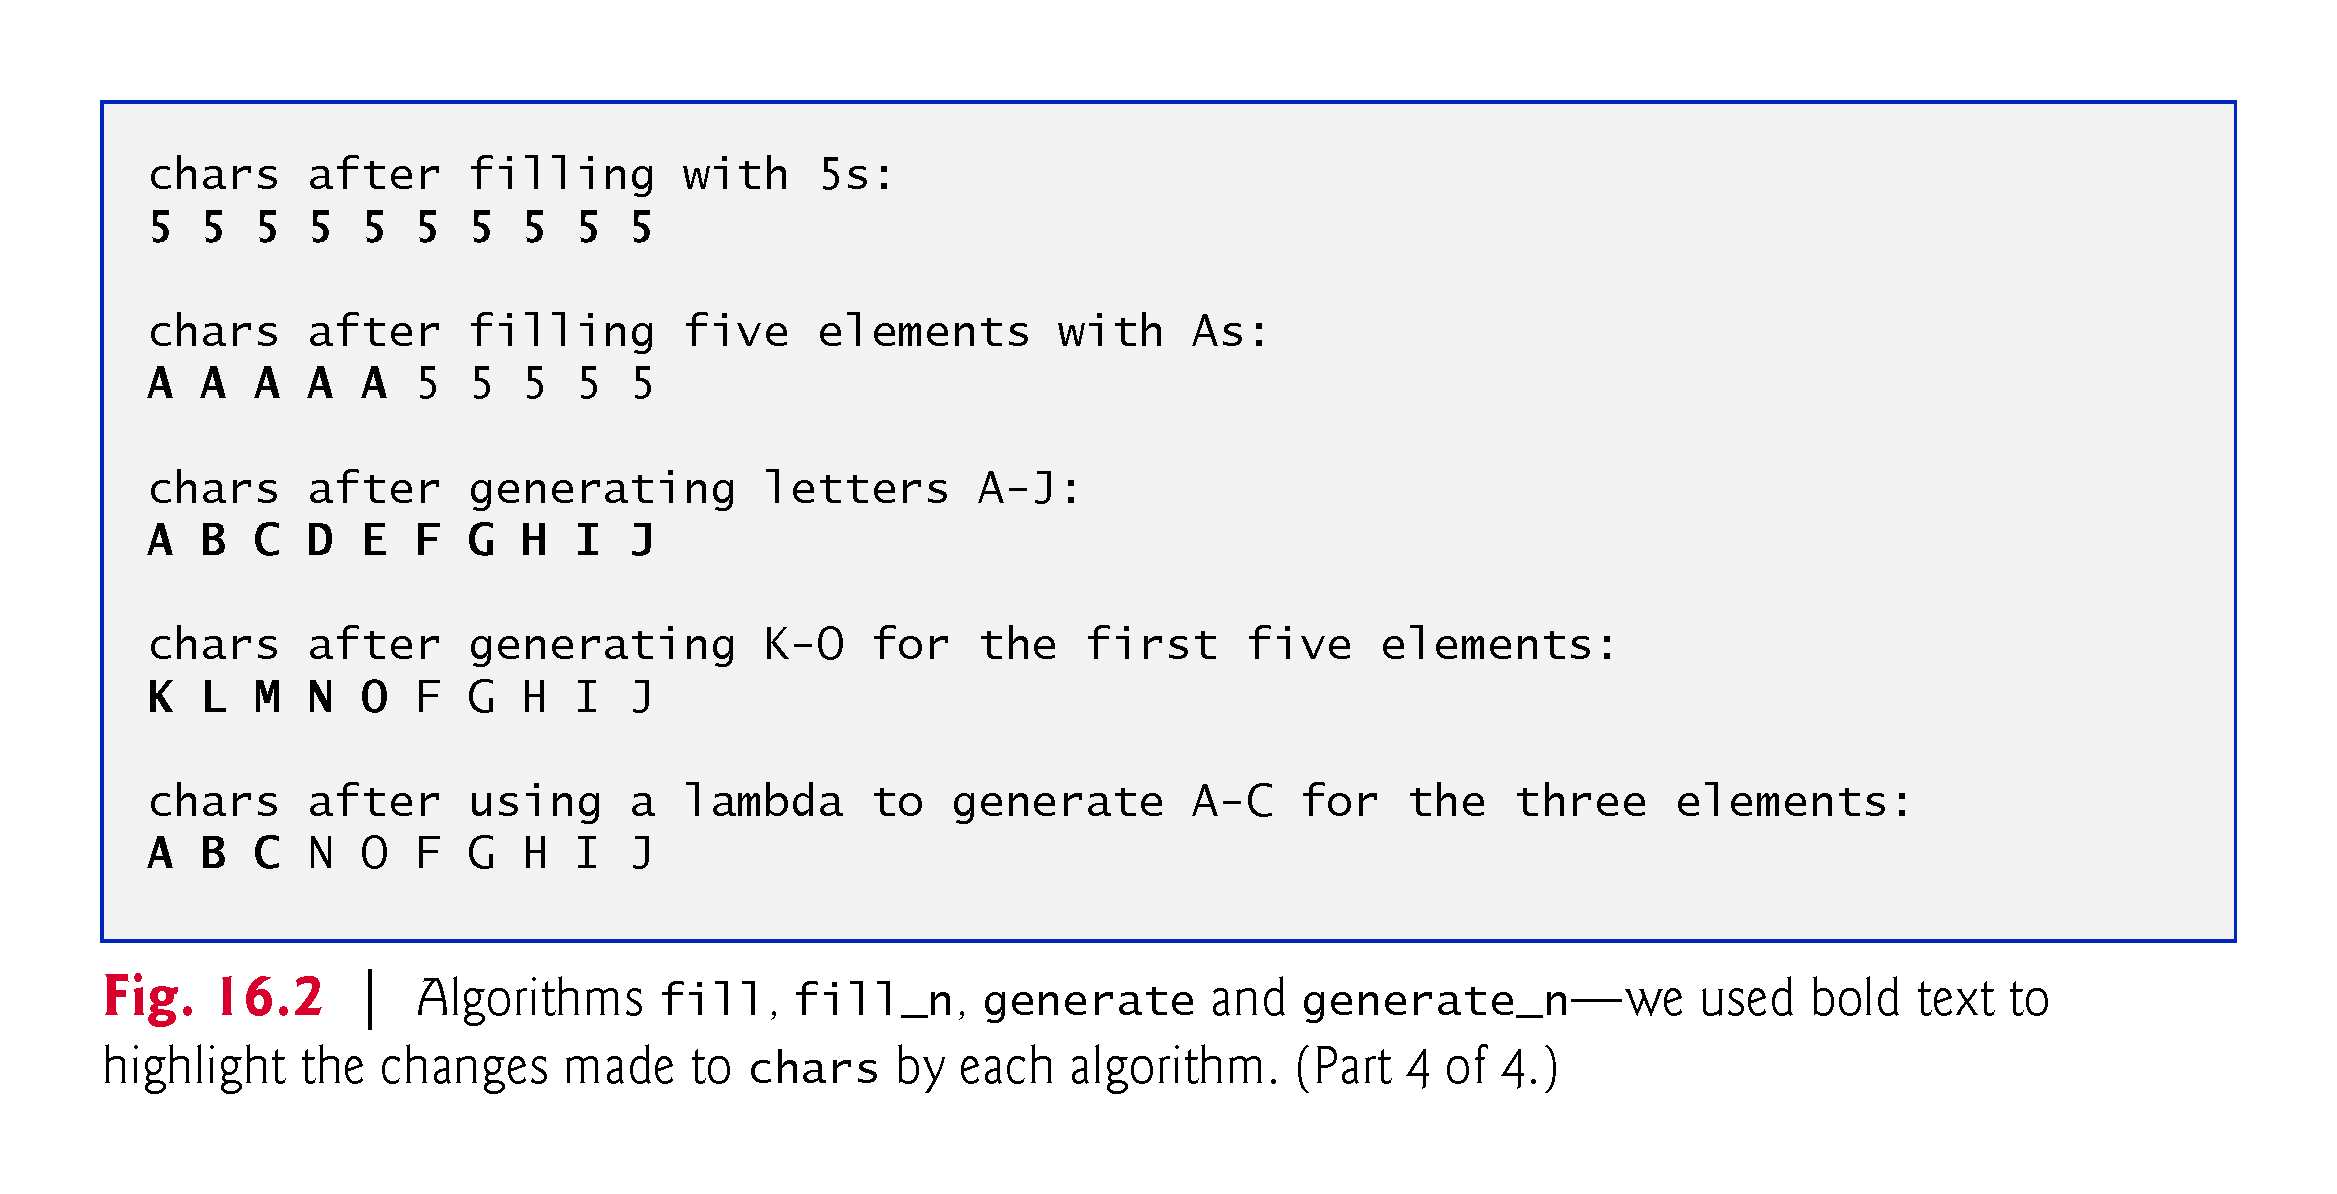 chars after filling with 5s:
5 5 5 5 5 5 5 5 5 5
chars after filling five elements with As:
A A A A A 5 5 5 5 5
chars after generating letters A-J:
A B C D E F G H I J
chars after generating K-O for the first five elements:
K L M N O F G H I J
chars after using a lambda to generate A-C for the three elements:
A B C N O F G H I J
Fig. 16.2 | Algorithms fill, fill_n, generate and generate_n—we used bold text to
highlight the changes made to chars by each algorithm. (Part 4 of 4.)